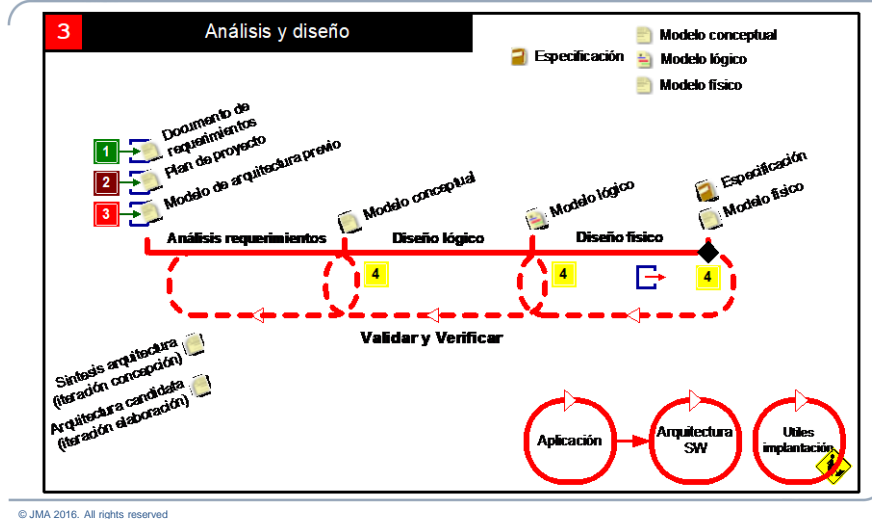 3
Análisis y diseño
Especificación
Modelo conceptual
Modelo lógico
Modelo físico
1
Documento de
requerimientos
2
Plan de proyecto
3
Modelo de arquitectura previo
Modelo conceptual
Modelo lógico
Especificación
Modelo físico
Análisis requerimientos
Diseño lógico
Diseño físico
4
4
4
Validar y Verificar
Síntesis arquitectura
(iteración concepción)
Arquitectura candidata
(iteración elaboración)
Aplicación
Arquitectura
SW
Utiles
implantación
© JMA 2016. All rights reserved